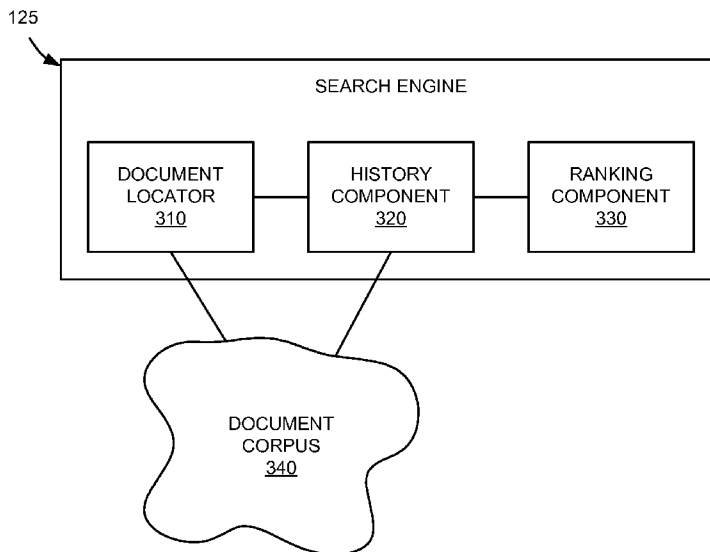 125
SEARCH ENGINE
DOCUMENT
LOCATOR
310
HISTORY
COMPONENT
320
RANKING
COMPONENT
330
DOCUMENT
CORPUS
340